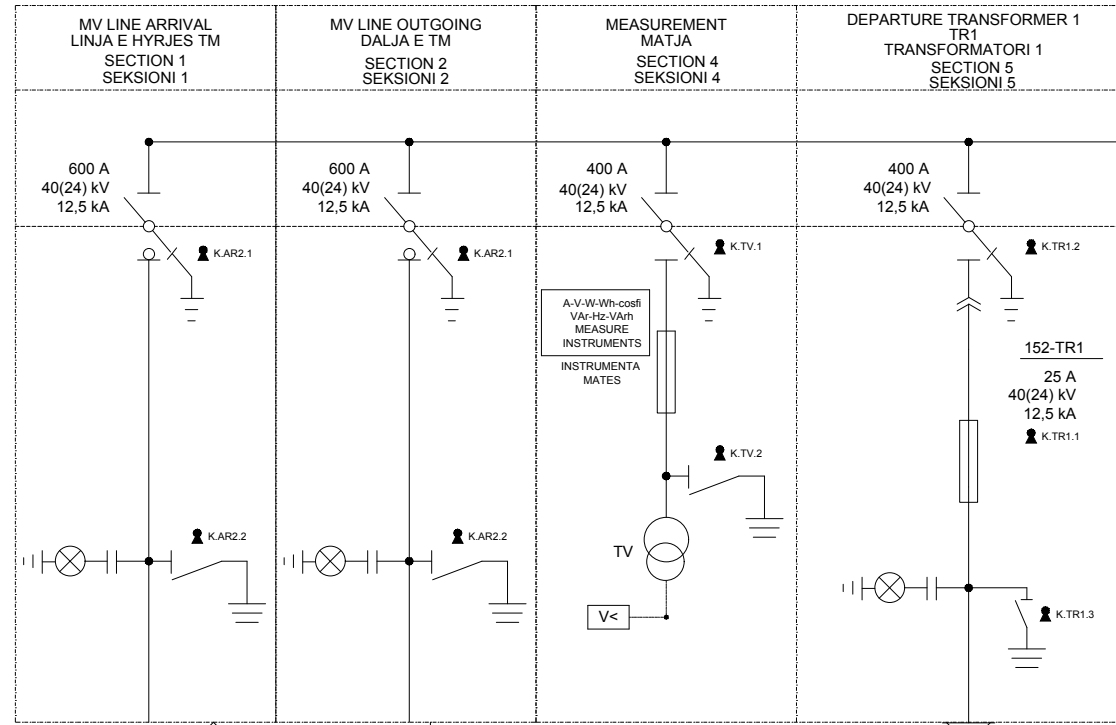 MV LINE ARRIVAL
LINJA E HYRJES TM
SECTION 1
SEKSIONI 1
MV LINE OUTGOING
DALJA E TM
SECTION 2
SEKSIONI 2
MEASUREMENT
MATJA
SECTION 4
SEKSIONI 4
DEPARTURE TRANSFORMER 1
TR1
TRANSFORMATORI 1
SECTION 5
SEKSIONI 5
600 A
40(24) kV
12,5 kA
K.AR2.1
600 A
40(24) kV
12,5 kA
K.AR2.1
400 A
40(24) kV
12,5 kA
K.TV.1
400 A
40(24) kV
12,5 kA
K.TR1.2
A-V-W-Wh-cosfi
VAr-Hz-VArh
MEASURE
INSTRUMENTS
INSTRUMENTA
MATES
152-TR1
25 A
40(24) kV
12,5 kA
K.TR1.1
K.TV.2
K.AR2.2
K.AR2.2
TV
V<
K.TR1.3